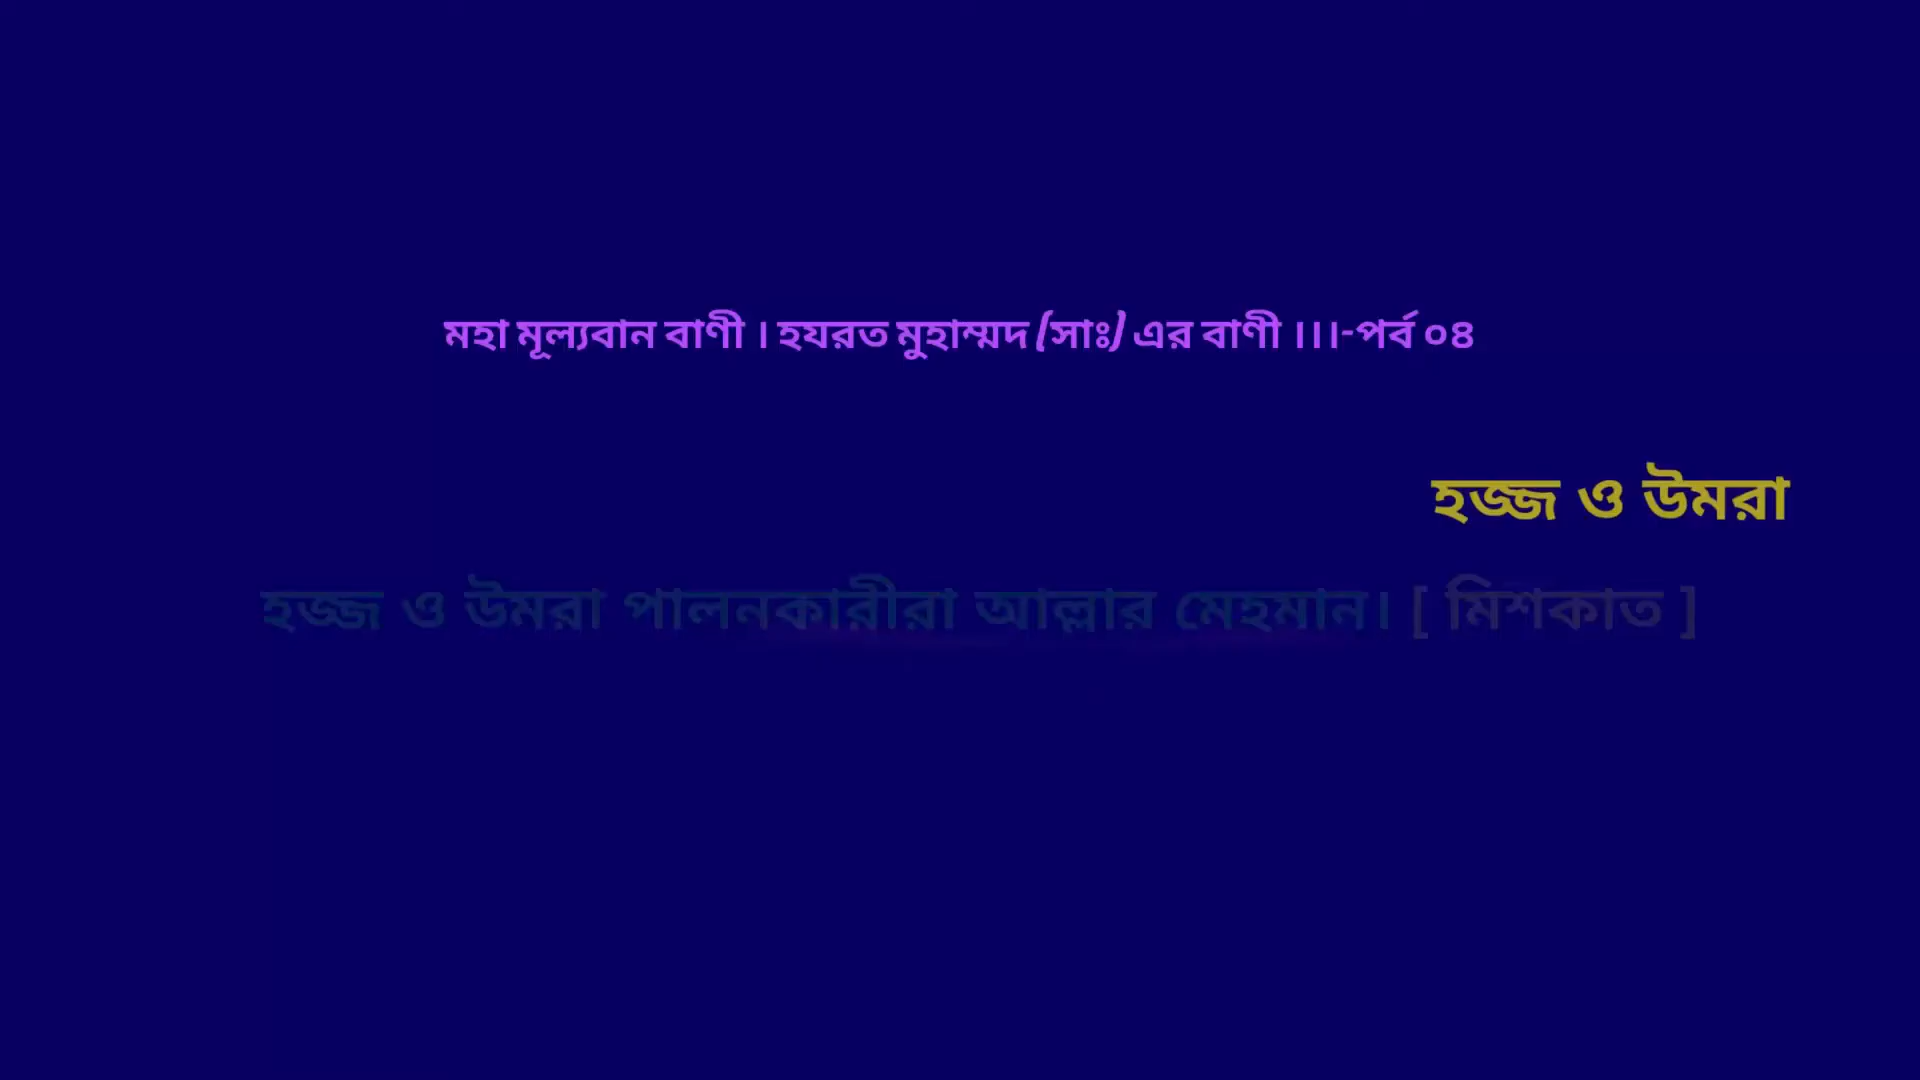 মহা মূল্যবান বাণী । হযরত মুহাম্মদ (সাঃ) এর বাণী ।।।-পর্ব ০৪
হজ্জ ও উমরা
হজ্জ ও উমরা পালনকারীরা আল্লার মেহমান। [ মিশকাত ]